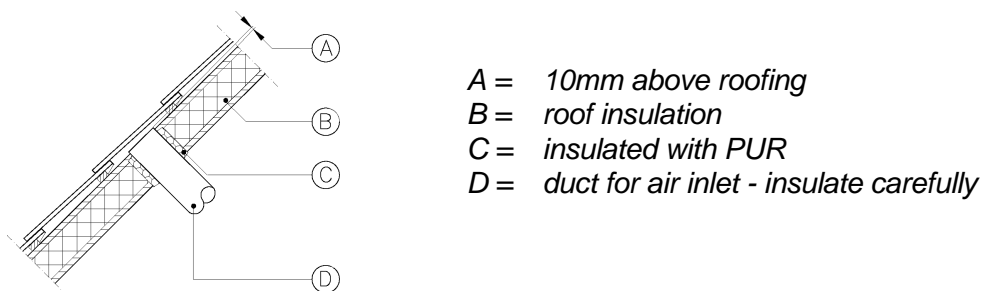 A
B
C
D
A = 10mm above roofing
B = roof insulation
C = insulated with PUR
D = duct for air inlet - insulate carefully